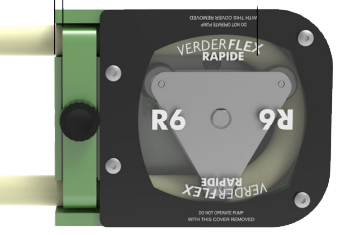 WITH THIS COVER REMOVED
DO NOT OPERATE PUMP
VERDERFLEX
RAPIDE
R6 R6
RAPIDE
VERDERFLEX
DO NOT OPERATE PUMP
WITH THIS COVER REMOVED